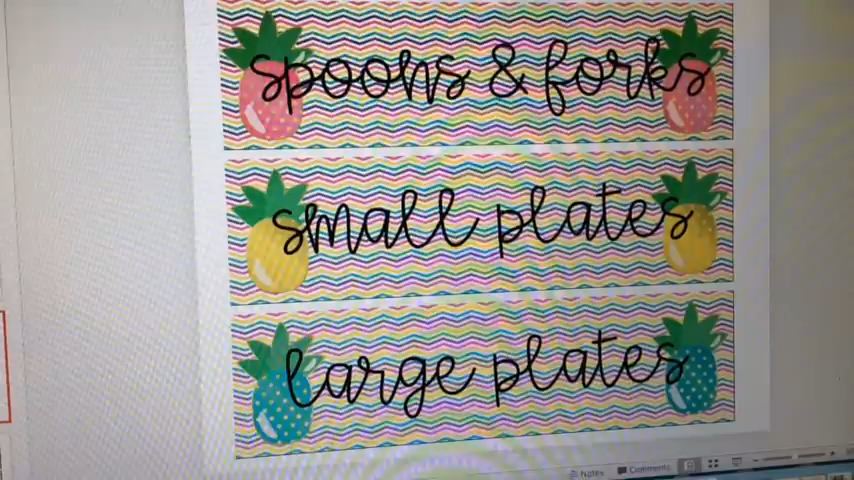 spoons & forks
small plates
large plates
Notes
Comments